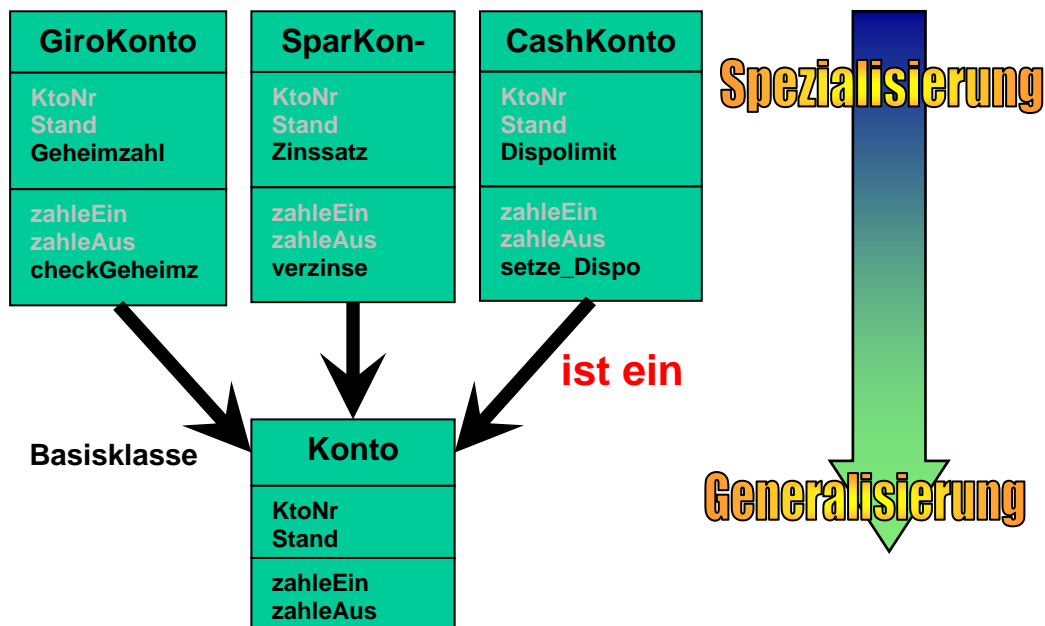 GiroKonto
KtoNr
Stand
Geheimzahl
zahleEin
zahleAus
checkGeheimz
SparKon-
KtoNr
Stand
Zinssatz
zahleEin
zahleAus
verzinse
CashKonto
KtoNr
Stand
Dispolimit
zahleEin
zahleAus
setze_Dispo
Spezialisierung
ist ein
Basisklasse
Konto
KtoNr
Stand
zahleEin
zahleAus
Generalisierung